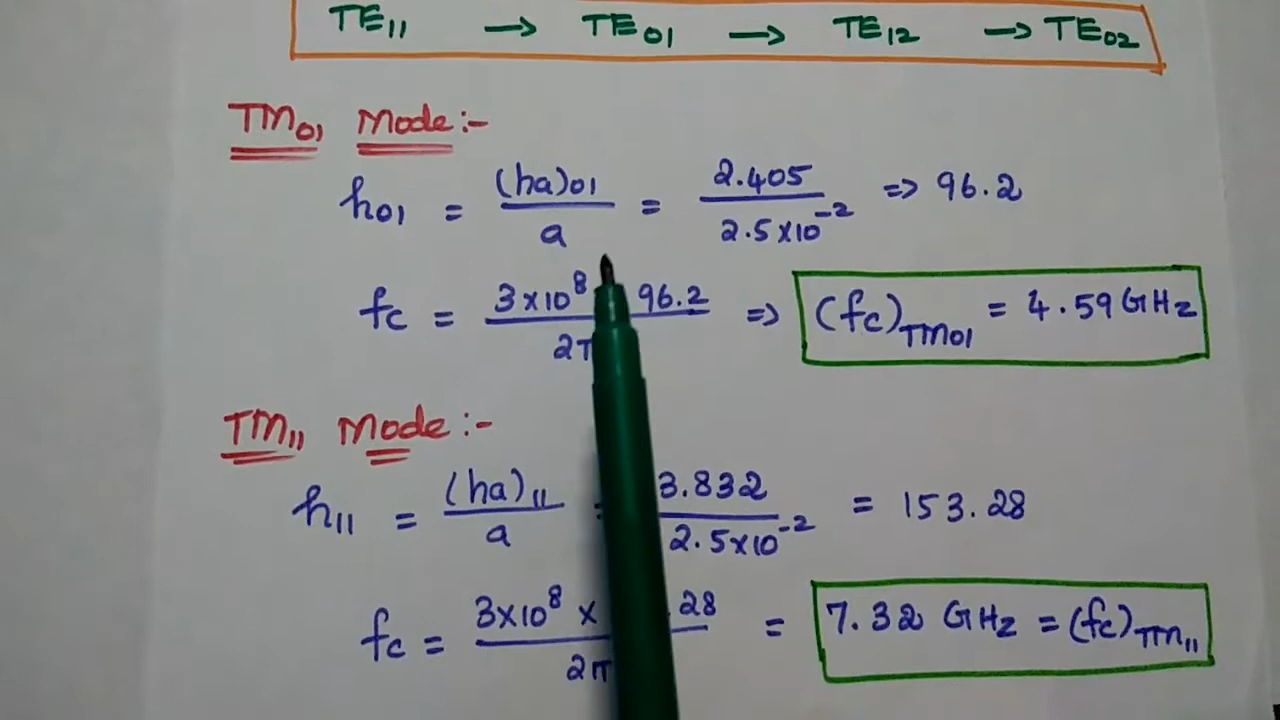 TE11 → TE01 → TE12 → TE02
TM01 Mode:-
h01 = (ha)01 / a = 2.405 / 2.5×10^-2 => 96.2
fc = 3×10^8 96.2 / 2π => (fc)TM01 = 4.59 GHz
TM11 Mode:-
h11 = (ha)11 / a = 3.832 / 2.5×10^-2 = 153.28
fc = 3×10^8 × 28 / 2π = 7.32 GHz = (fc)TM11